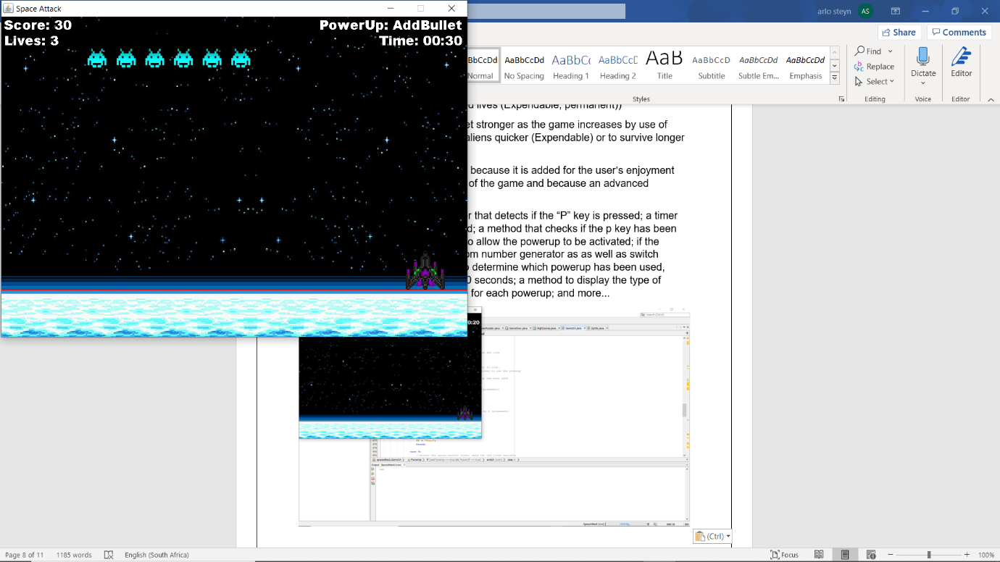 Space Attack
Score: 30
PowerUp: AddBullet
Lives: 3
Time: 00:30
arlo steyn
AS
Share
Comments
BbCcDd AaBbCcDd AaBbC AaBbCcC AaB AaBbCcD AaBbCcDd AaBbCcDd
Normal No Spacing Heading 1 Heading 2 Title Subtitle Subtle Em... Emphasis
Find
Replace
Select
Dictate
Editor
Styles
Editing
Voice
Editor
d lives (Expendable, permanent))
et stronger as the game increases by use of
aliens quicker (Expendable) or to survive longer
because it is added for the user’s enjoyment
of the game and because an advanced
r that detects if the “P” key is pressed; a timer
d; a method that checks if the p key has been
o allow the powerup to be activated; if the
om number generator as as well as switch
o determine which powerup has been used,
0 seconds; a method to display the type of
for each powerup; and more...
0:20
(Ctrl)
Page 8 of 11
1185 words
English (South Africa)
Focus
100%